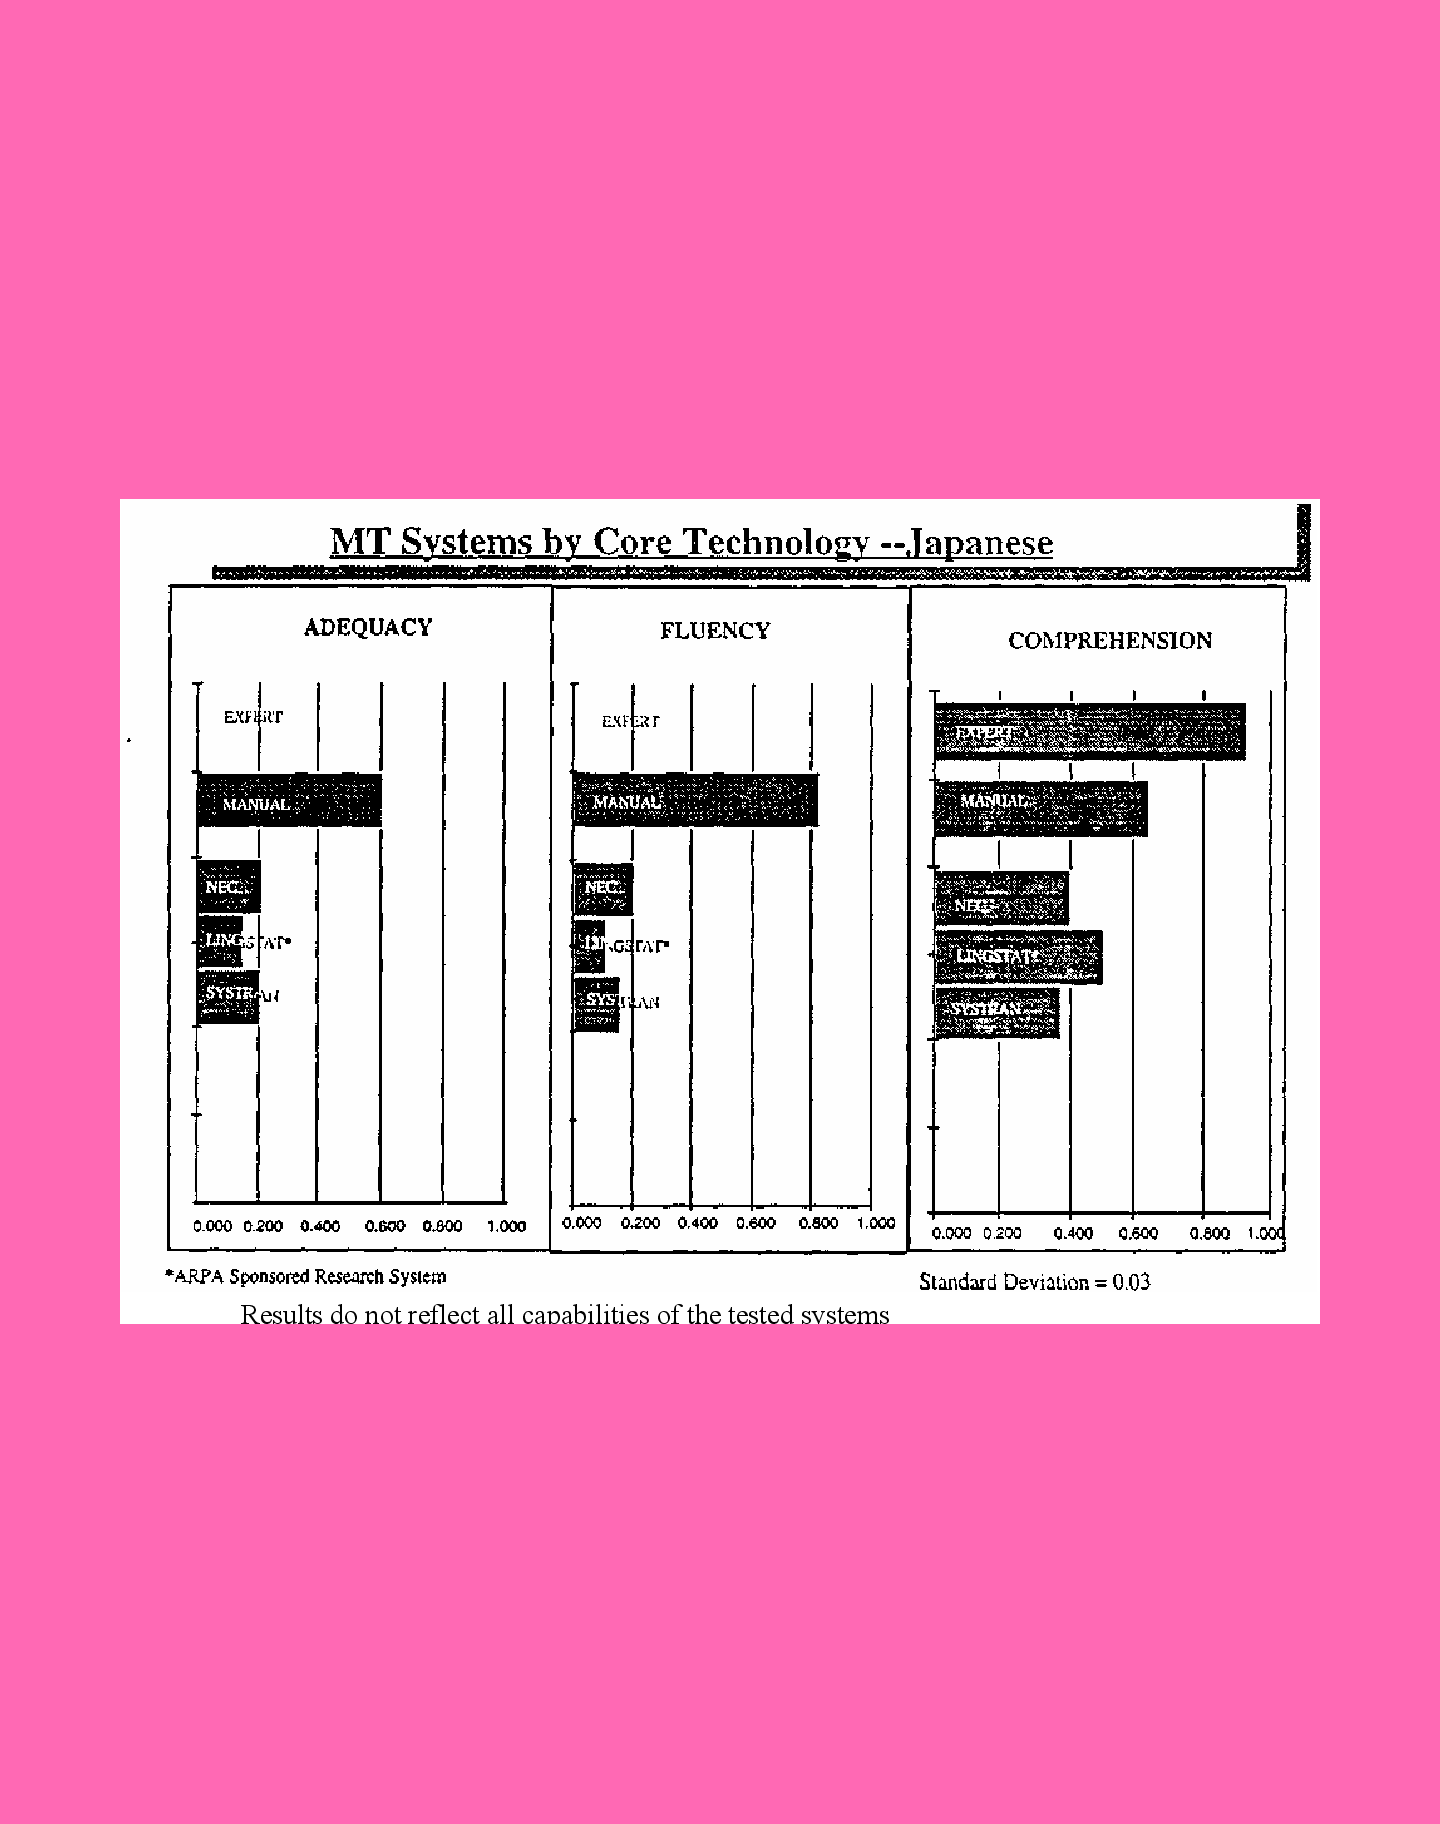 MT Systems by Core Technology --Japanese
ADEQUACY
EXPERT
MANUAL
NEC
LINGSTAT*
SYSTRAN
0.000 0.200 0.400 0.600 0.800 1.000
FLUENCY
EXPERT
MANUAL
NEC
LINGSTAT*
SYSTRAN
0.000 0.200 0.400 0.600 0.800 1.000
COMPREHENSION
EXPERT
MANUAL
NEC
LINGSTAT*
SYSTRAN
0.000 0.200 0.400 0.600 0.800 1.000
*ARPA Sponsored Research System
Standard Deviation = 0.03
Results do not reflect all capabilities of the tested systems